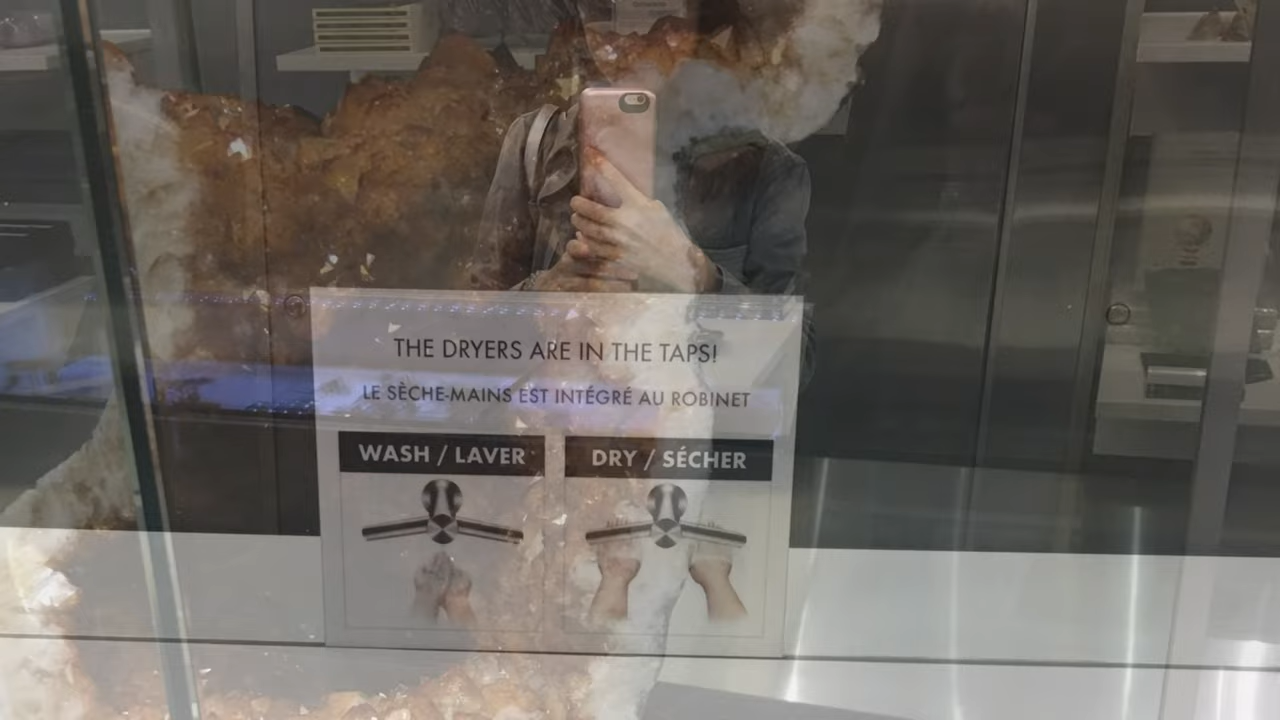 THE DRYERS ARE IN THE TAPS!
LE SÈCHE-MAINS EST INTÉGRÉ AU ROBINET
WASH / LAVER
DRY / SÉCHER